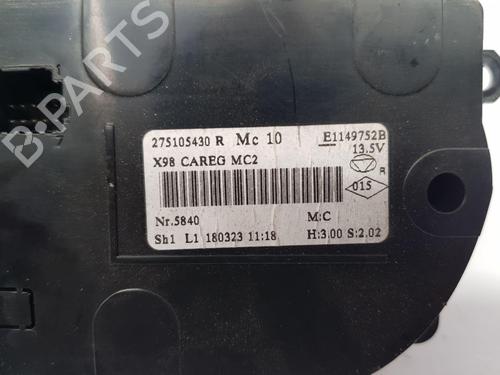 275105430 R Mc 10 E1149752B
13.5V
X98 CAREG MC2
R
015
Nr.5840 M:C
Sh1 L1 180323 11:18 H:3.00 S:2.02
B-PARTS